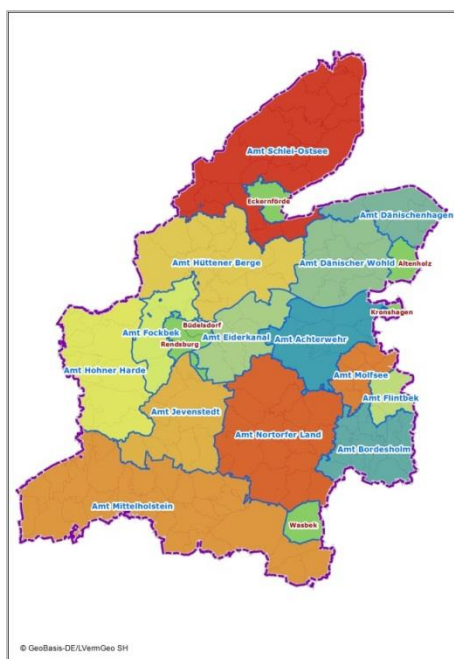 Amt Schlei-Ostsee
Eckernförde
Amt Dänischenhagen
Amt Hüttener Berge
Amt Dänischer Wohld
Altenholz
Kronshagen
Büdelsdorf
Amt Fockbek
Amt Eiderkanal
Amt Achterwehr
Rendsburg
Amt Hohner Harde
Amt Molfsee
Amt Flintbek
Amt Jevenstedt
Amt Nortorfer Land
Amt Bordesholm
Amt Mittelholstein
Wasbek
© GeoBasis-DE/LVermGeo SH